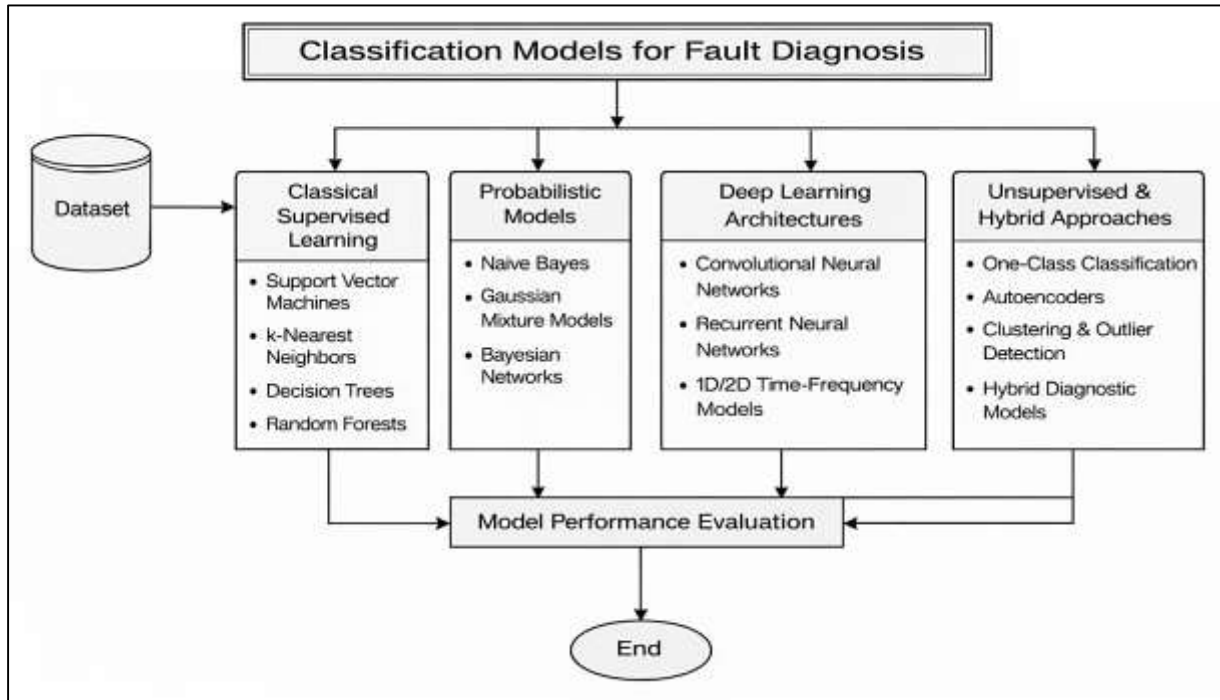 Classification Models for Fault Diagnosis
Dataset
Classical
Supervised
Learning
• Support Vector
Machines
• k-Nearest
Neighbors
• Decision Trees
• Random Forests
Probabilistic
Models
• Naive Bayes
• Gaussian
Mixture Models
• Bayesian
Networks
Deep Learning
Architectures
• Convolutional Neural
Networks
• Recurrent Neural
Networks
• 1D/2D Time-Frequency
Models
Unsupervised &
Hybrid Approaches
• One-Class Classification
• Autoencoders
• Clustering & Outlier
Detection
• Hybrid Diagnostic
Models
Model Performance Evaluation
End